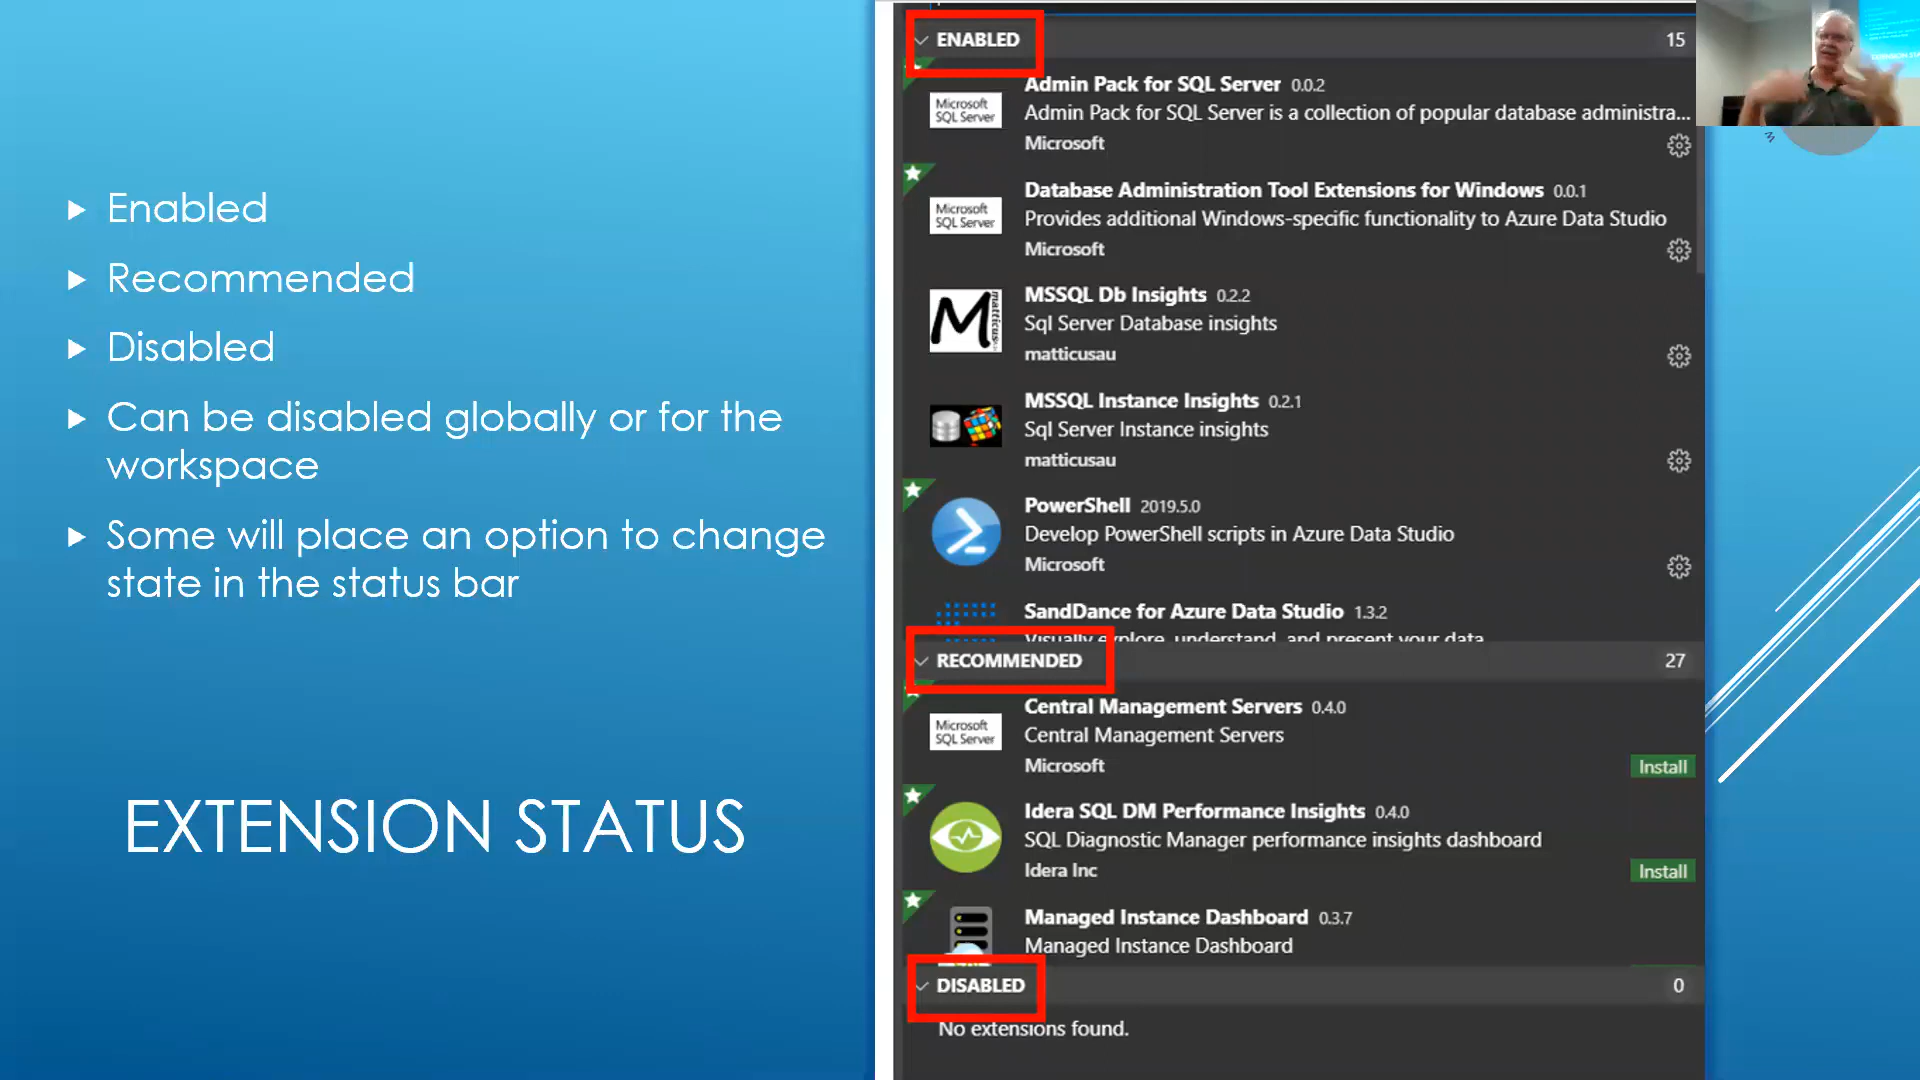 Enabled
Recommended
Disabled
Can be disabled globally or for the
workspace
Some will place an option to change
state in the status bar
EXTENSION STATUS
ENABLED
15
Admin Pack for SQL Server 0.0.2
Microsoft
SQL Server
Admin Pack for SQL Server is a collection of popular database administra...
Microsoft
Database Administration Tool Extensions for Windows 0.0.1
Microsoft
SQL Server
Provides additional Windows-specific functionality to Azure Data Studio
Microsoft
MSSQL Db Insights 0.2.2
Sql Server Database insights
matticusau
MSSQL Instance Insights 0.2.1
Sql Server Instance insights
matticusau
PowerShell 2019.5.0
Develop PowerShell scripts in Azure Data Studio
Microsoft
SandDance for Azure Data Studio 1.3.2
Visually explore, understand, and present your data
RECOMMENDED
27
Central Management Servers 0.4.0
Microsoft
SQL Server
Central Management Servers
Microsoft
Install
Idera SQL DM Performance Insights 0.4.0
SQL Diagnostic Manager performance insights dashboard
Idera Inc
Install
Managed Instance Dashboard 0.3.7
Managed Instance Dashboard
DISABLED
0
No extensions found.